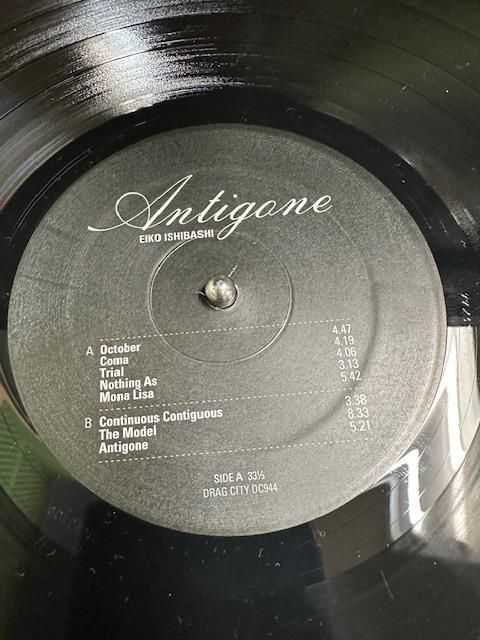 Antigone
EIKO ISHIBASHI
A October 4.47
Coma 4.19
Trial 4.06
Nothing As 3.13
Mona Lisa 5.42
B Continuous Contiguous 3.38
The Model 8.33
Antigone 5.21
SIDE A 33⅓
DRAG CITY DC944